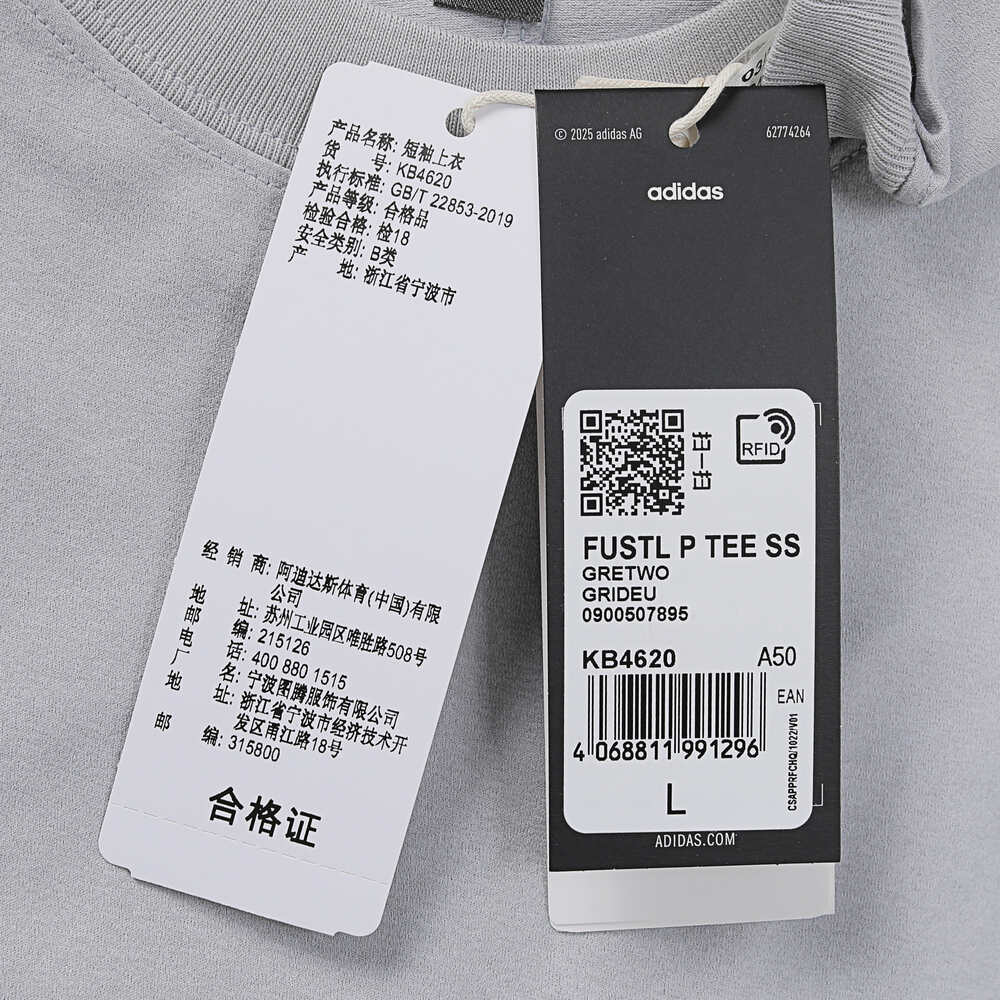 产品名称: 短袖上衣
货 号: KB4620
执行标准: GB/T 22853-2019
产品等级: 合格品
检验合格: 检18
安全类别: B类
产 地: 浙江省宁波市
经 销 商: 阿迪达斯体育(中国)有限
公司
地 址: 苏州工业园区唯胜路508号
邮 编: 215126
电 话: 400 880 1515
厂 名: 宁波图腾服饰有限公司
地 址: 浙江省宁波市经济技术开
发区甬江路18号
邮 编: 315800
合格证
03
© 2025 adidas AG 62774264
adidas
扫一扫
RFID
FUSTL P TEE SS
GRETWO
GRIDEU
0900507895
KB4620 A50
EAN
4 068811 991296
CSAPPRFCHQ/1022/V01
L
ADIDAS.COM